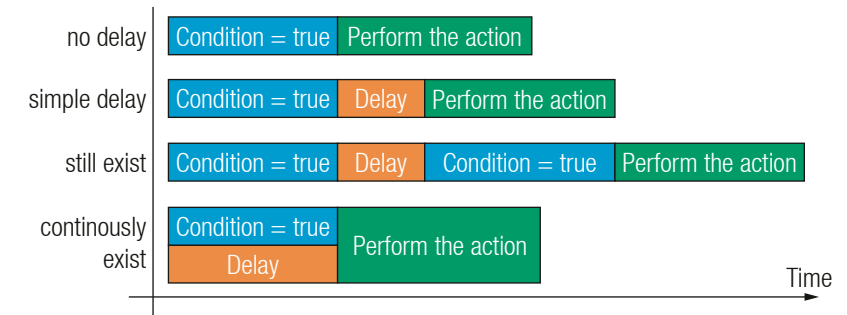 no delay Condition = true Perform the action
simple delay Condition = true Delay Perform the action
still exist Condition = true Delay Condition = true Perform the action
continously
exist
Condition = true
Delay
Perform the action
Time